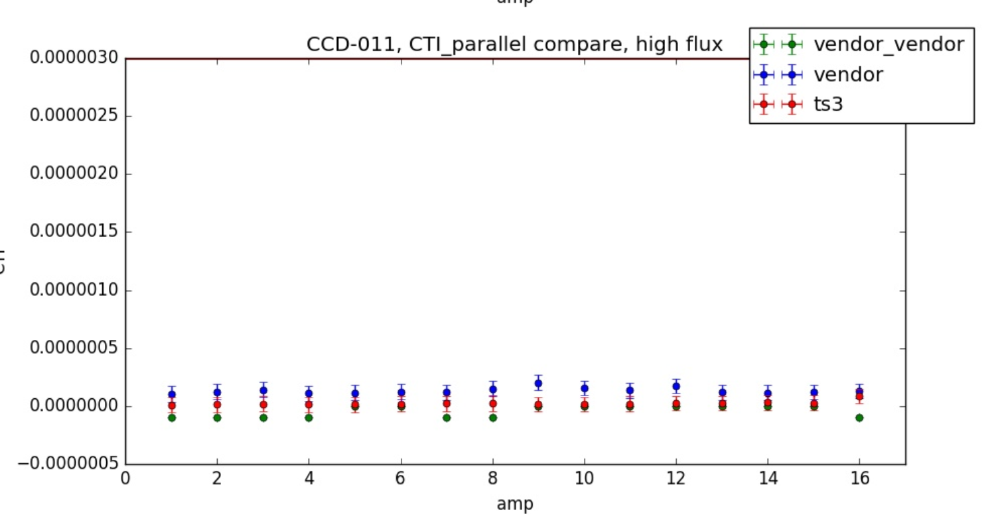 amp
CCD-011, CTI_parallel compare, high flux
vendor_vendor
vendor
ts3
0.0000030
0.0000025
0.0000020
0.0000015
0.0000010
0.0000005
0.0000000
−0.0000005
0 2 4 6 8 10 12 14 16
amp